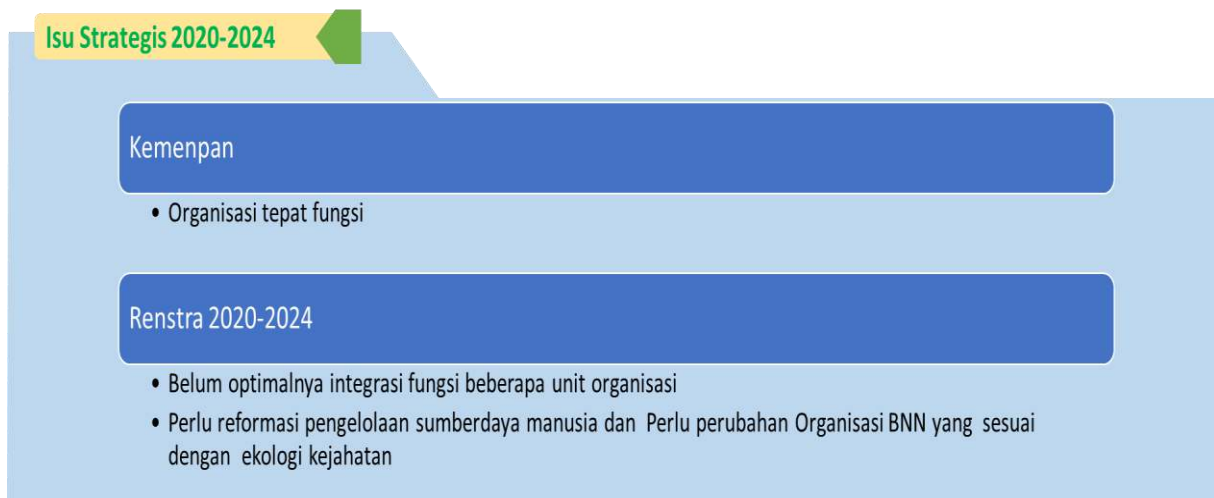 Isu Strategis 2020-2024
Kemenpan
• Organisasi tepat fungsi
Renstra 2020-2024
• Belum optimalnya integrasi fungsi beberapa unit organisasi
• Perlu reformasi pengelolaan sumberdaya manusia dan Perlu perubahan Organisasi BNN yang sesuai
dengan ekologi kejahatan